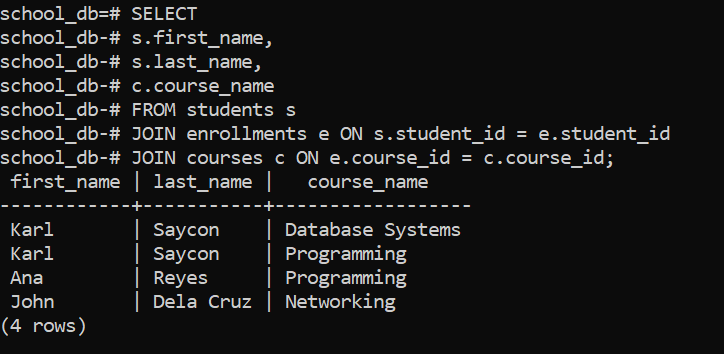 school_db=# SELECT
school_db-# s.first_name,
school_db-# s.last_name,
school_db-# c.course_name
school_db-# FROM students s
school_db-# JOIN enrollments e ON s.student_id = e.student_id
school_db-# JOIN courses c ON e.course_id = c.course_id;
 first_name | last_name |   course_name
------------+-----------+------------------
 Karl       | Saycon    | Database Systems
 Karl       | Saycon    | Programming
 Ana        | Reyes     | Programming
 John       | Dela Cruz | Networking
(4 rows)